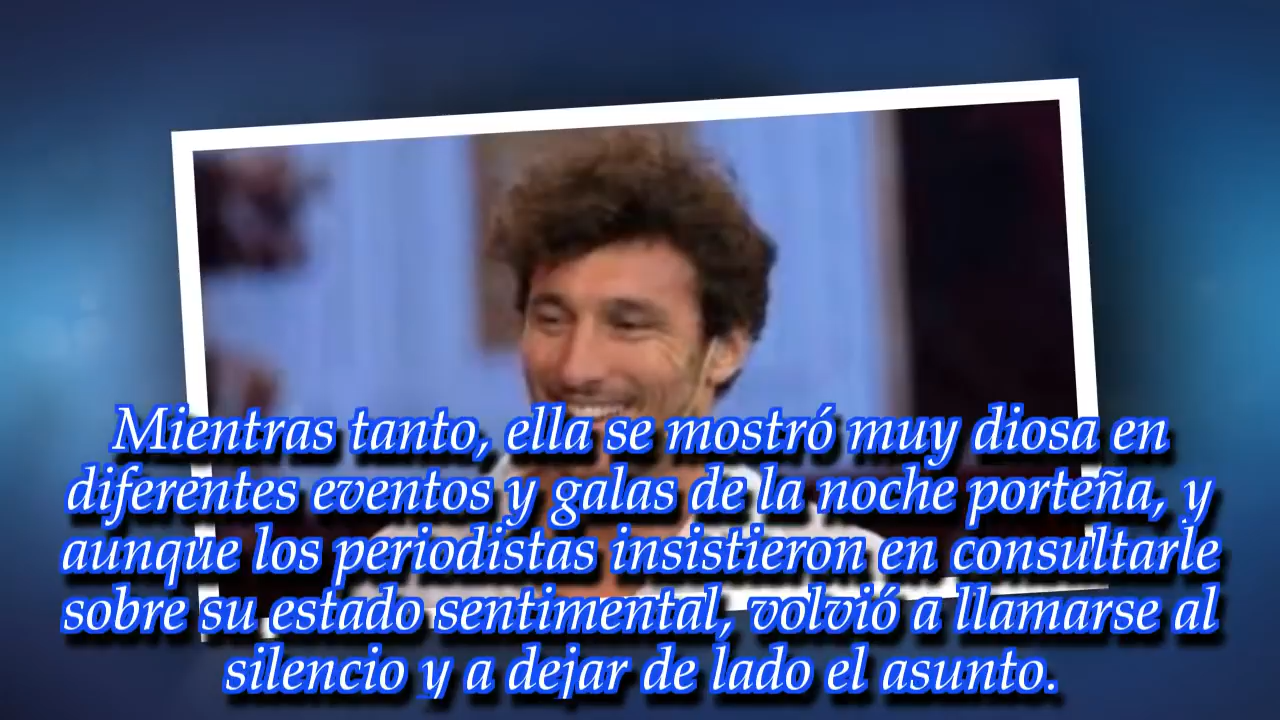 Mientras tanto, ella se mostró muy diosa en
diferentes eventos y galas de la noche porteña, y
aunque los periodistas insistieron en consultarle
sobre su estado sentimental, volvió a llamarse al
silencio y a dejar de lado el asunto.